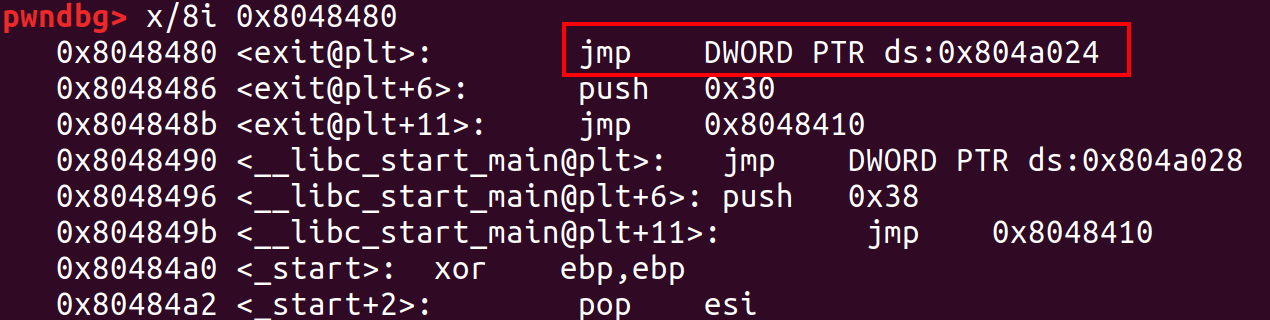 pwndbg> x/8i 0x8048480
0x8048480 <exit@plt>: jmp DWORD PTR ds:0x804a024
0x8048486 <exit@plt+6>: push 0x30
0x804848b <exit@plt+11>: jmp 0x8048410
0x8048490 <__libc_start_main@plt>: jmp DWORD PTR ds:0x804a028
0x8048496 <__libc_start_main@plt+6>: push 0x38
0x804849b <__libc_start_main@plt+11>: jmp 0x8048410
0x80484a0 <_start>: xor ebp,ebp
0x80484a2 <_start+2>: pop esi